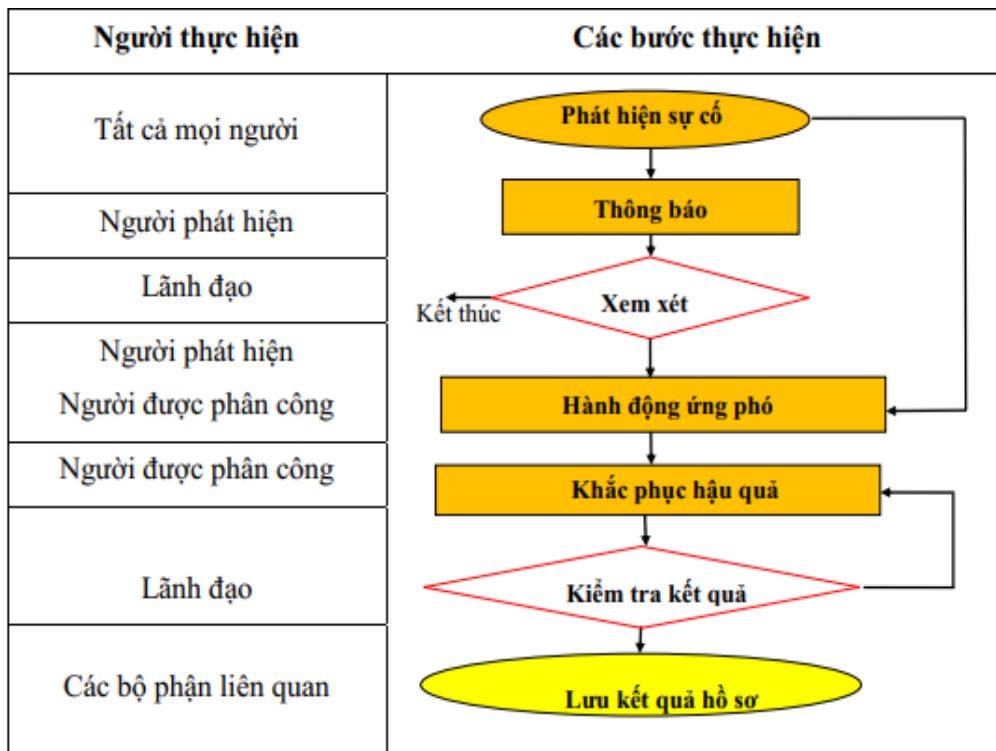 Người thực hiện
Các bước thực hiện
Tất cả mọi người
Phát hiện sự cố
Người phát hiện
Thông báo
Lãnh đạo
Xem xét
Kết thúc
Người phát hiện
Người được phân công
Hành động ứng phó
Người được phân công
Khắc phục hậu quả
Lãnh đạo
Kiểm tra kết quả
Các bộ phận liên quan
Lưu kết quả hồ sơ